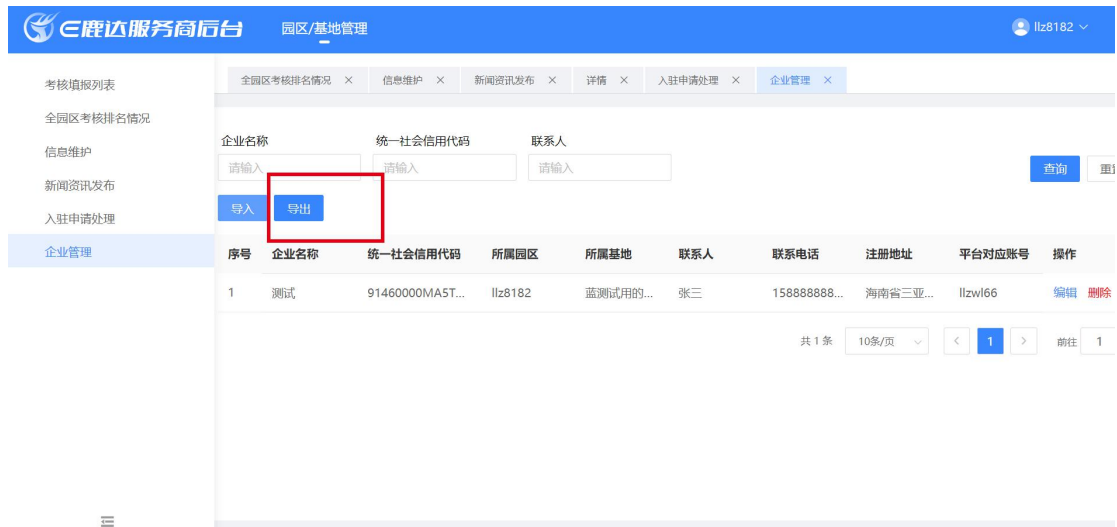 E鹿达服务商后台 园区/基地管理 llz8182
考核填报列表
全园区考核排名情况
信息维护
新闻资讯发布
入驻申请处理
企业管理
全园区考核排名情况 × 信息维护 × 新闻资讯发布 × 详情 × 入驻申请处理 × 企业管理 ×
企业名称 统一社会信用代码 联系人
请输入 请输入 请输入 查询
导入 导出
序号 企业名称 统一社会信用代码 所属园区 所属基地 联系人 联系电话 注册地址 平台对应账号 操作
1 测试 91460000MA5T... llz8182 蓝测试用的... 张三 158888888... 海南省三亚... llzwl66 编辑 删除
共 1 条 10条/页 < 1 > 前往 1